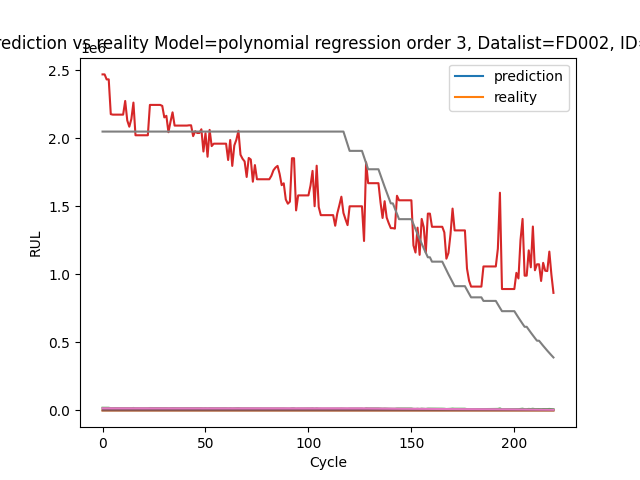 rediction vs reality Model=polynomial regression order 3, Datalist=FD002, ID=
1e6
prediction
reality
2.5
2.0
1.5
1.0
0.5
0.0
RUL
0 50 100 150 200
Cycle